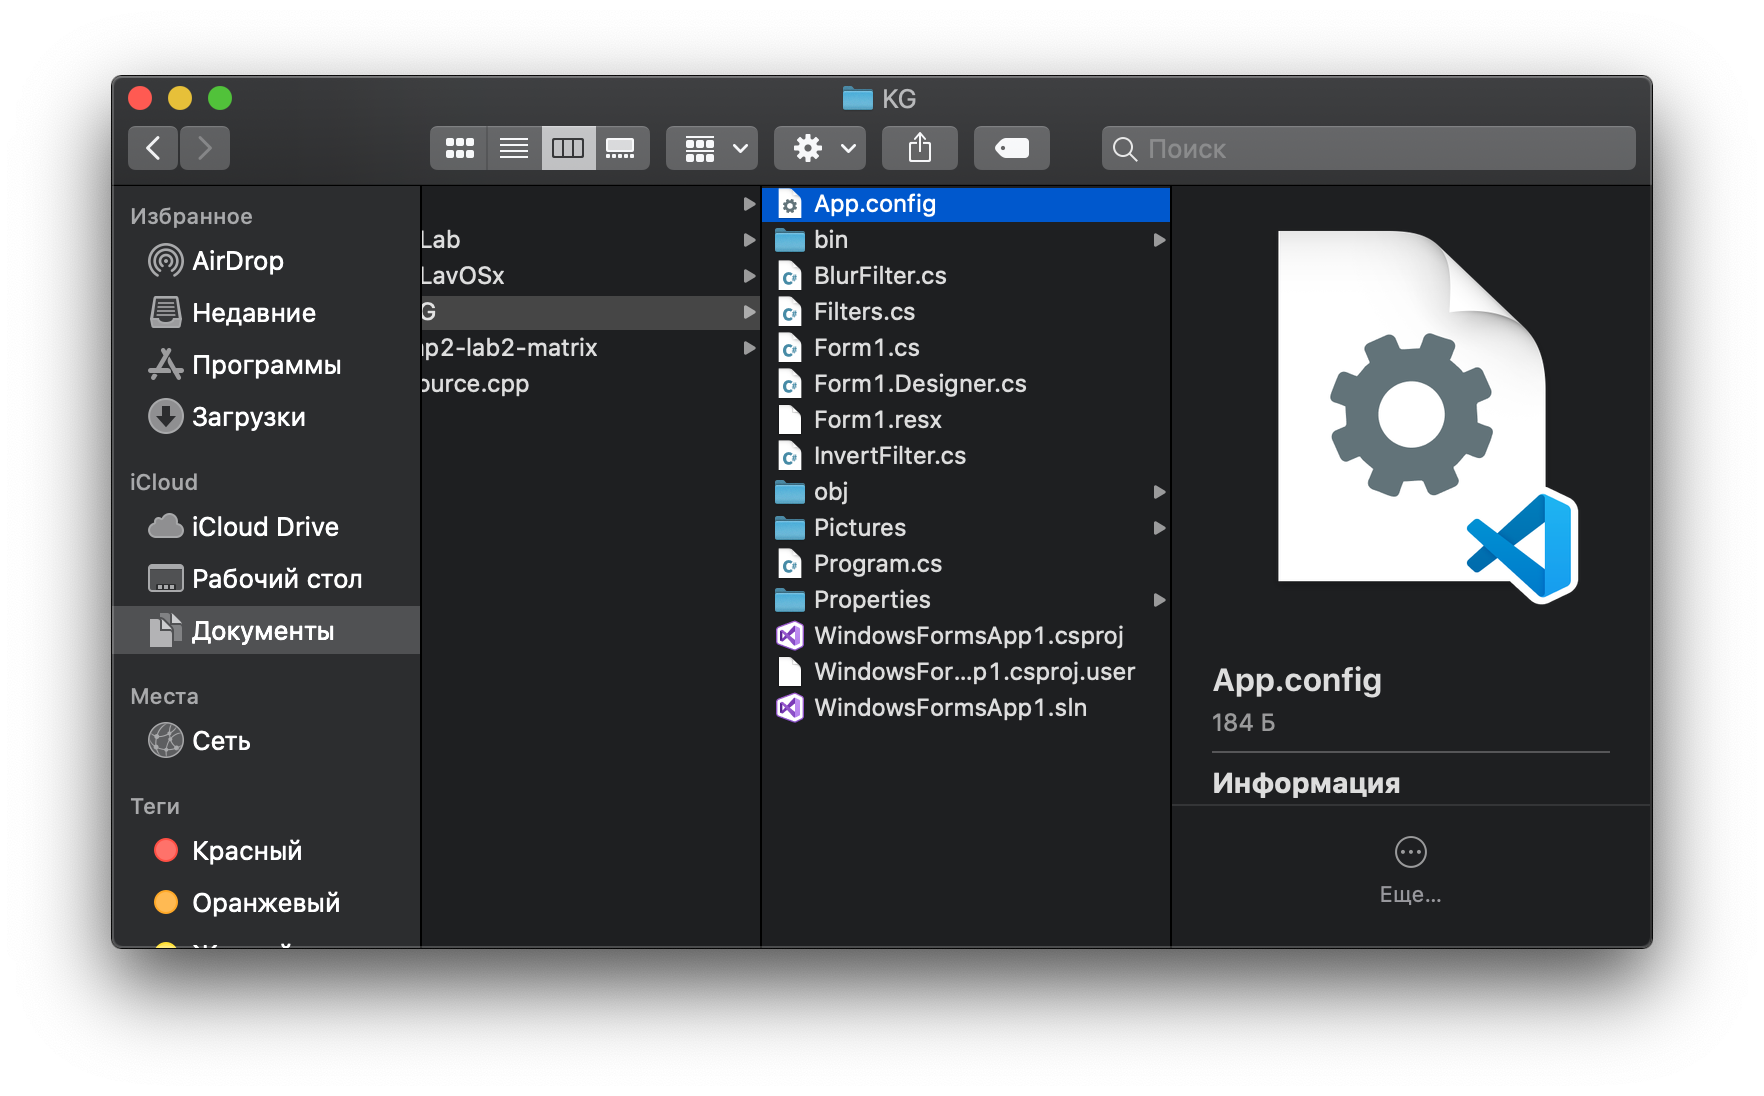 KG
Поиск
Избранное
AirDrop
Недавние
Программы
Загрузки
iCloud
iCloud Drive
Рабочий стол
Документы
Места
Сеть
Теги
Красный
Оранжевый
Lab
LavOSx
G
p2-lab2-matrix
ource.cpp
App.config
bin
BlurFilter.cs
Filters.cs
Form1.cs
Form1.Designer.cs
Form1.resx
InvertFilter.cs
obj
Pictures
Program.cs
Properties
WindowsFormsApp1.csproj
WindowsFor...p1.csproj.user
WindowsFormsApp1.sln
App.config
184 Б
Информация
Еще...